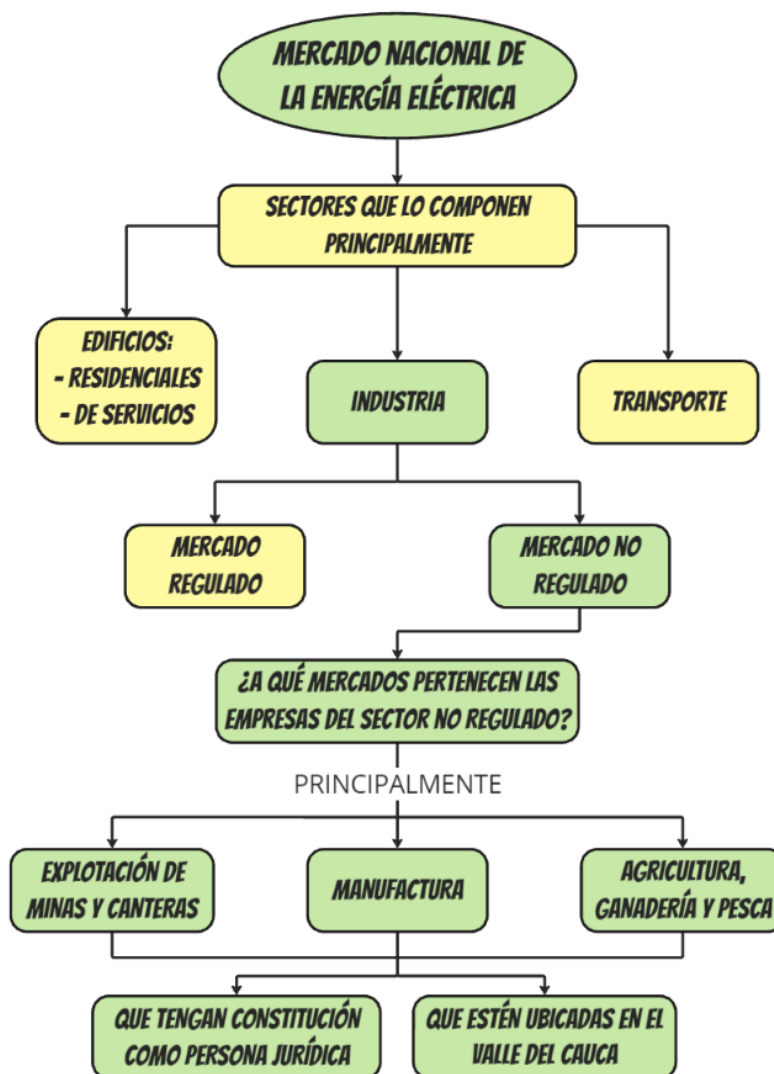 MERCADO NACIONAL DE
LA ENERGÍA ELÉCTRICA
SECTORES QUE LO COMPONEN
PRINCIPALMENTE
EDIFICIOS:
- RESIDENCIALES
- DE SERVICIOS
INDUSTRIA
TRANSPORTE
MERCADO
REGULADO
MERCADO NO
REGULADO
¿A QUÉ MERCADOS PERTENECEN LAS
EMPRESAS DEL SECTOR NO REGULADO?
PRINCIPALMENTE
EXPLOTACIÓN DE
MINAS Y CANTERAS
MANUFACTURA
AGRICULTURA,
GANADERÍA Y PESCA
QUE TENGAN CONSTITUCIÓN
COMO PERSONA JURÍDICA
QUE ESTÉN UBICADAS EN EL
VALLE DEL CAUCA